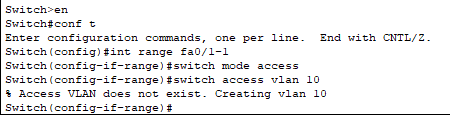 Switch>en
Switch#conf t
Enter configuration commands, one per line.  End with CNTL/Z.
Switch(config)#int range fa0/1-1
Switch(config-if-range)#switch mode access
Switch(config-if-range)#switch access vlan 10
% Access VLAN does not exist. Creating vlan 10
Switch(config-if-range)#